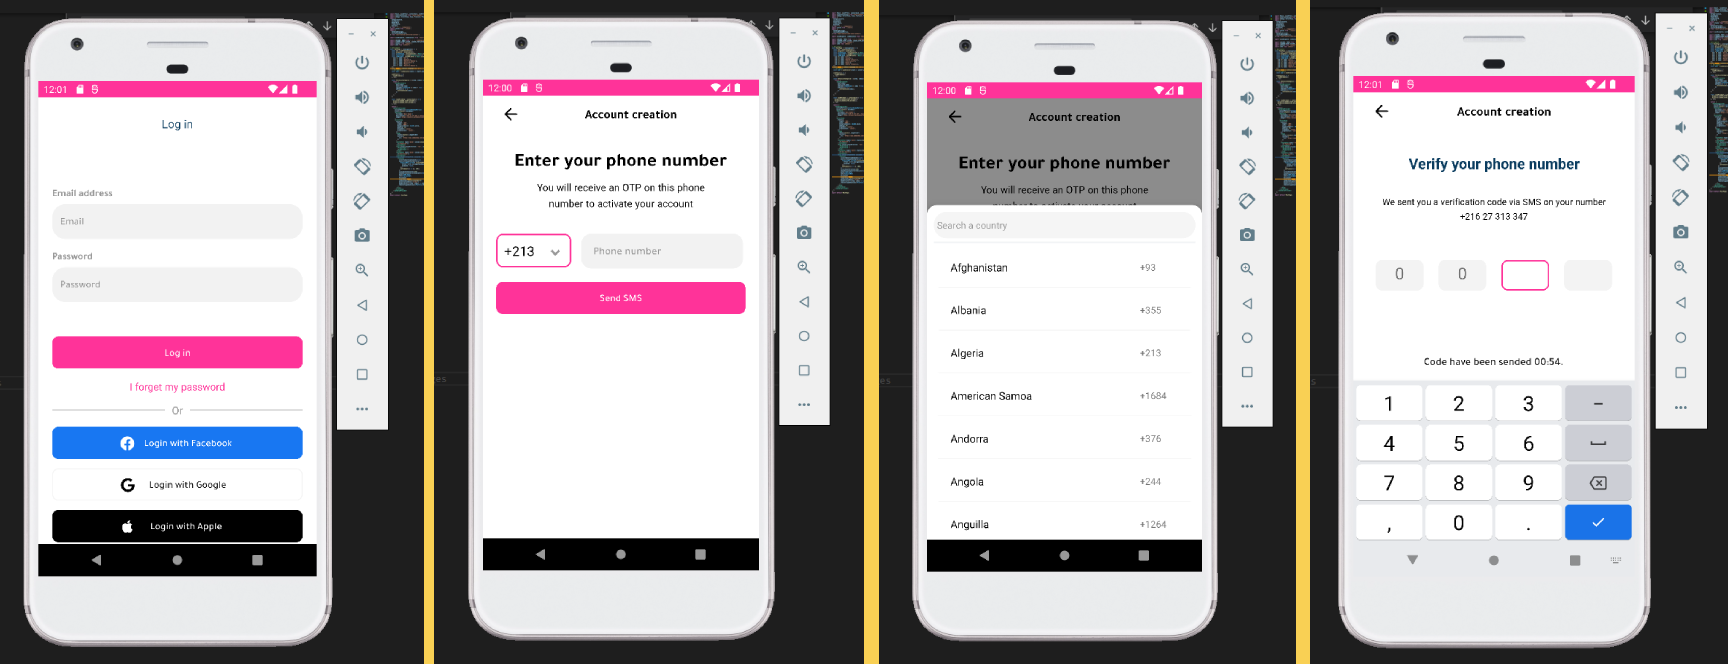 12:01
Log in
Email address
Email
Password
Password
Log in
I forget my password
Or
Login with Facebook
Login with Google
Login with Apple
12:00
Account creation
Enter your phone number
You will receive an OTP on this phone
number to activate your account
+213
Phone number
Send SMS
12:00
Account creation
Enter your phone number
You will receive an OTP on this phone
number to activate your account
Search a country
Afghanistan +93
Albania +355
Algeria +213
American Samoa +1684
Andorra +376
Angola +244
Anguilla +1264
12:01
Account creation
Verify your phone number
We sent you a verification code via SMS on your number
+216 27 313 347
0 0
Code have been sent 00:54.
1 2 3 -
4 5 6
7 8 9
, 0 .